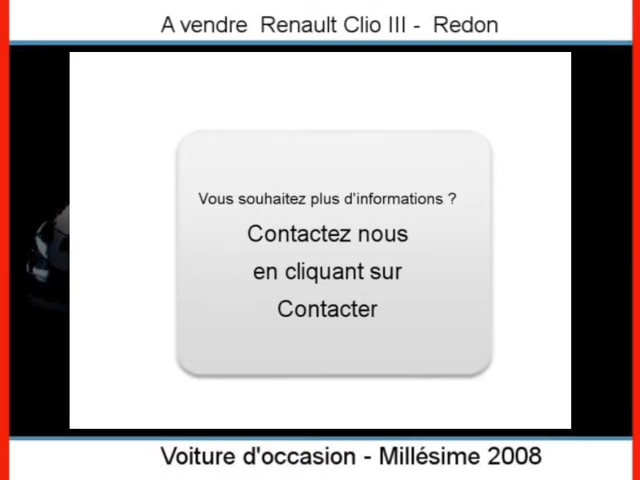 A vendre Renault Clio III - Redon
Vous souhaitez plus d'informations ?
Contactez nous
en cliquant sur
Contacter
Voiture d'occasion - Millésime 2008